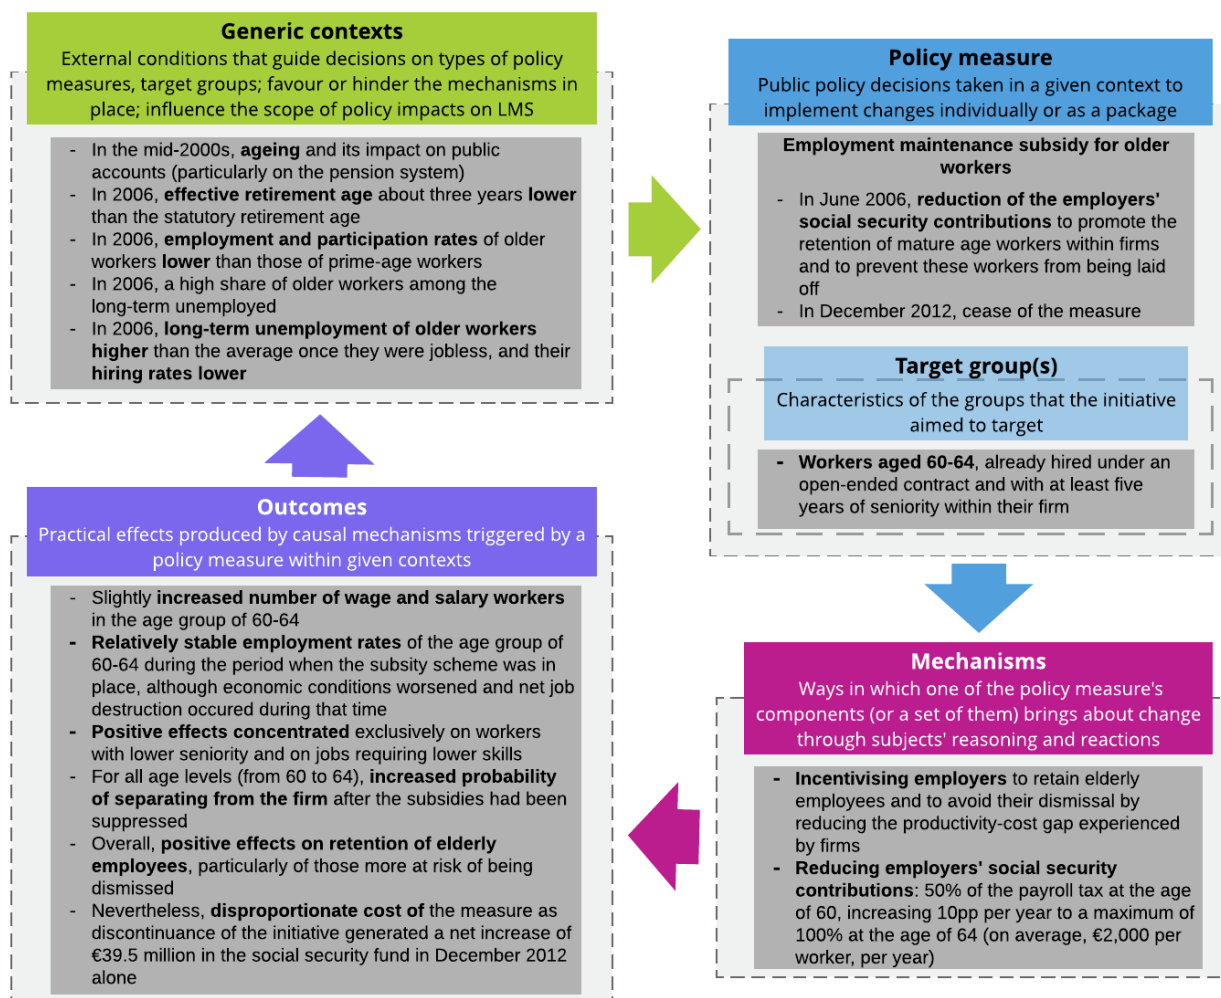 Generic contexts
External conditions that guide decisions on types of policy
measures, target groups; favour or hinder the mechanisms in
place; influence the scope of policy impacts on LMS
- In the mid-2000s, ageing and its impact on public
accounts (particularly on the pension system)
- In 2006, effective retirement age about three years lower
than the statutory retirement age
- In 2006, employment and participation rates of older
workers lower than those of prime-age workers
- In 2006, a high share of older workers among the
long-term unemployed
- In 2006, long-term unemployment of older workers
higher than the average once they were jobless, and their
hiring rates lower
Policy measure
Public policy decisions taken in a given context to
implement changes individually or as a package
Employment maintenance subsidy for older
workers
- In June 2006, reduction of the employers'
social security contributions to promote the
retention of mature age workers within firms
and to prevent these workers from being laid
off
- In December 2012, cease of the measure
Target group(s)
Characteristics of the groups that the initiative
aimed to target
- Workers aged 60-64, already hired under an
open-ended contract and with at least five
years of seniority within their firm
Mechanisms
Ways in which one of the policy measure's
components (or a set of them) brings about change
through subjects' reasoning and reactions
- Incentivising employers to retain elderly
employees and to avoid their dismissal by
reducing the productivity-cost gap experienced
by firms
- Reducing employers' social security
contributions: 50% of the payroll tax at the age
of 60, increasing 10pp per year to a maximum of
100% at the age of 64 (on average, €2,000 per
worker, per year)
Outcomes
Practical effects produced by causal mechanisms triggered by a
policy measure within given contexts
- Slightly increased number of wage and salary workers
in the age group of 60-64
- Relatively stable employment rates of the age group of
60-64 during the period when the subsity scheme was in
place, although economic conditions worsened and net job
destruction occured during that time
- Positive effects concentrated exclusively on workers
with lower seniority and on jobs requiring lower skills
- For all age levels (from 60 to 64), increased probability
of separating from the firm after the subsidies had been
suppressed
- Overall, positive effects on retention of elderly
employees, particularly of those more at risk of being
dismissed
- Nevertheless, disproportionate cost of the measure as
discontinuance of the initiative generated a net increase of
€39.5 million in the social security fund in December 2012
alone